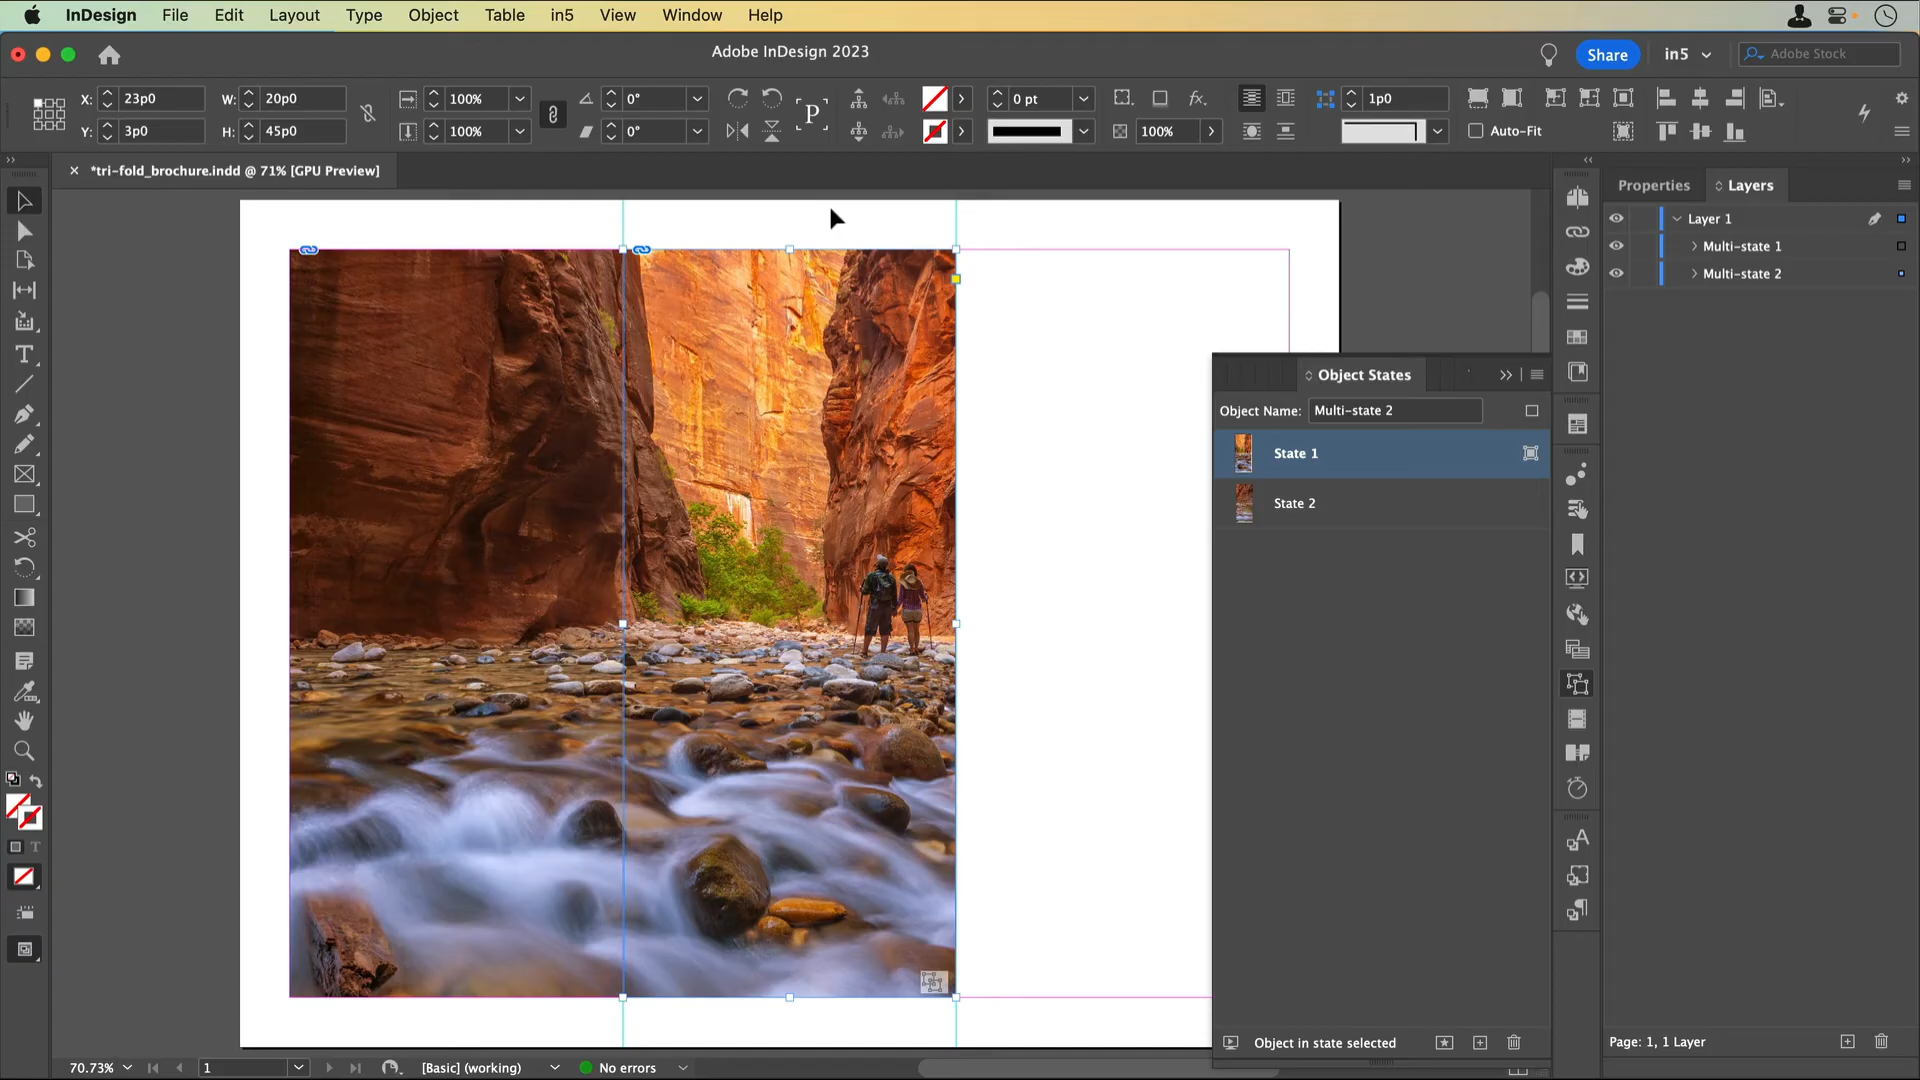 InDesign File Edit Layout Type Object Table in5 View Window Help
Adobe InDesign 2023
Share
in5
Adobe Stock
X: 23p0
W: 20p0
100%
0°
0 pt
fx.
1p0
Y: 3p0
H: 45p0
100%
0°
P
100%
Auto-Fit
*tri-fold_brochure.indd @ 71% [GPU Preview]
Properties
Layers
Layer 1
Multi-state 1
Multi-state 2
Object States
Object Name: Multi-state 2
State 1
State 2
Object in state selected
Page: 1, 1 Layer
70.73%
1
[Basic] (working)
No errors